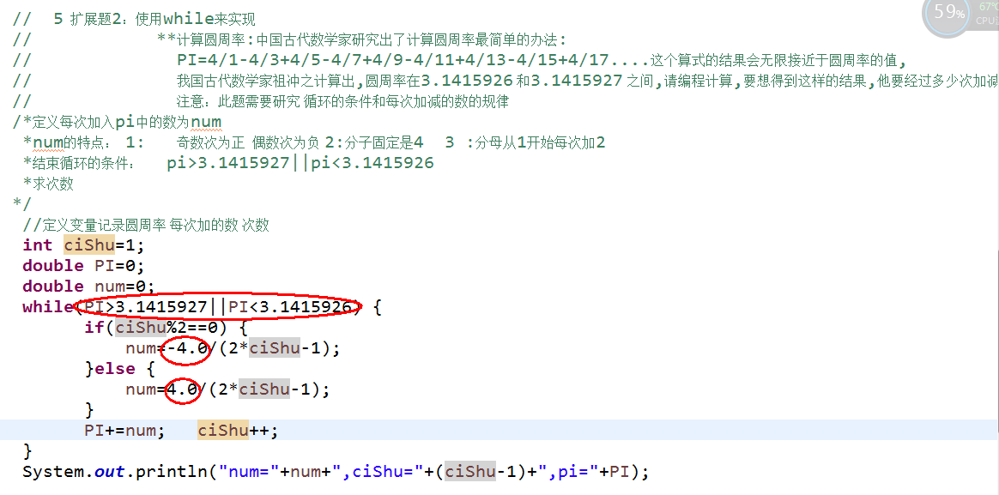 //  5 扩展题2: 使用while来实现
59%
67℃
CPU
//  **计算圆周率:中国古代数学家研究出了计算圆周率最简单的办法:
//  PI=4/1-4/3+4/5-4/7+4/9-4/11+4/13-4/15+4/17....这个算式的结果会无限接近于圆周率的值,
//  我国古代数学家祖冲之计算出,圆周率在3.1415926和3.1415927之间,请编程计算,要想得到这样的结果,他要经过多少次加减
//  注意: 此题需要研究 循环的条件和每次加减的数的规律
/*定义每次加入pi中的数为num
*num的特点: 1: 奇数次为正 偶数次为负 2:分子固定是4 3 :分母从1开始每次加2
*结束循环的条件: pi>3.1415927||pi<3.1415926
*求次数
*/
//定义变量记录圆周率 每次加的数 次数
int ciShu=1;
double PI=0;
double num=0;
while(PI>3.1415927||PI<3.1415926) {
if(ciShu%2==0) {
num=-4.0/(2*ciShu-1);
}else {
num=4.0/(2*ciShu-1);
}
PI+=num; ciShu++;
}
System.out.println("num="+num+",ciShu="+(ciShu-1)+",pi="+PI);